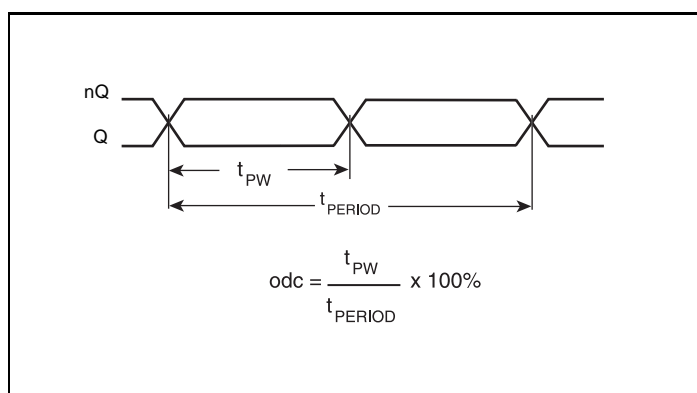 nQ
Q
tPW
tPERIOD
odc = tPW / tPERIOD x 100%